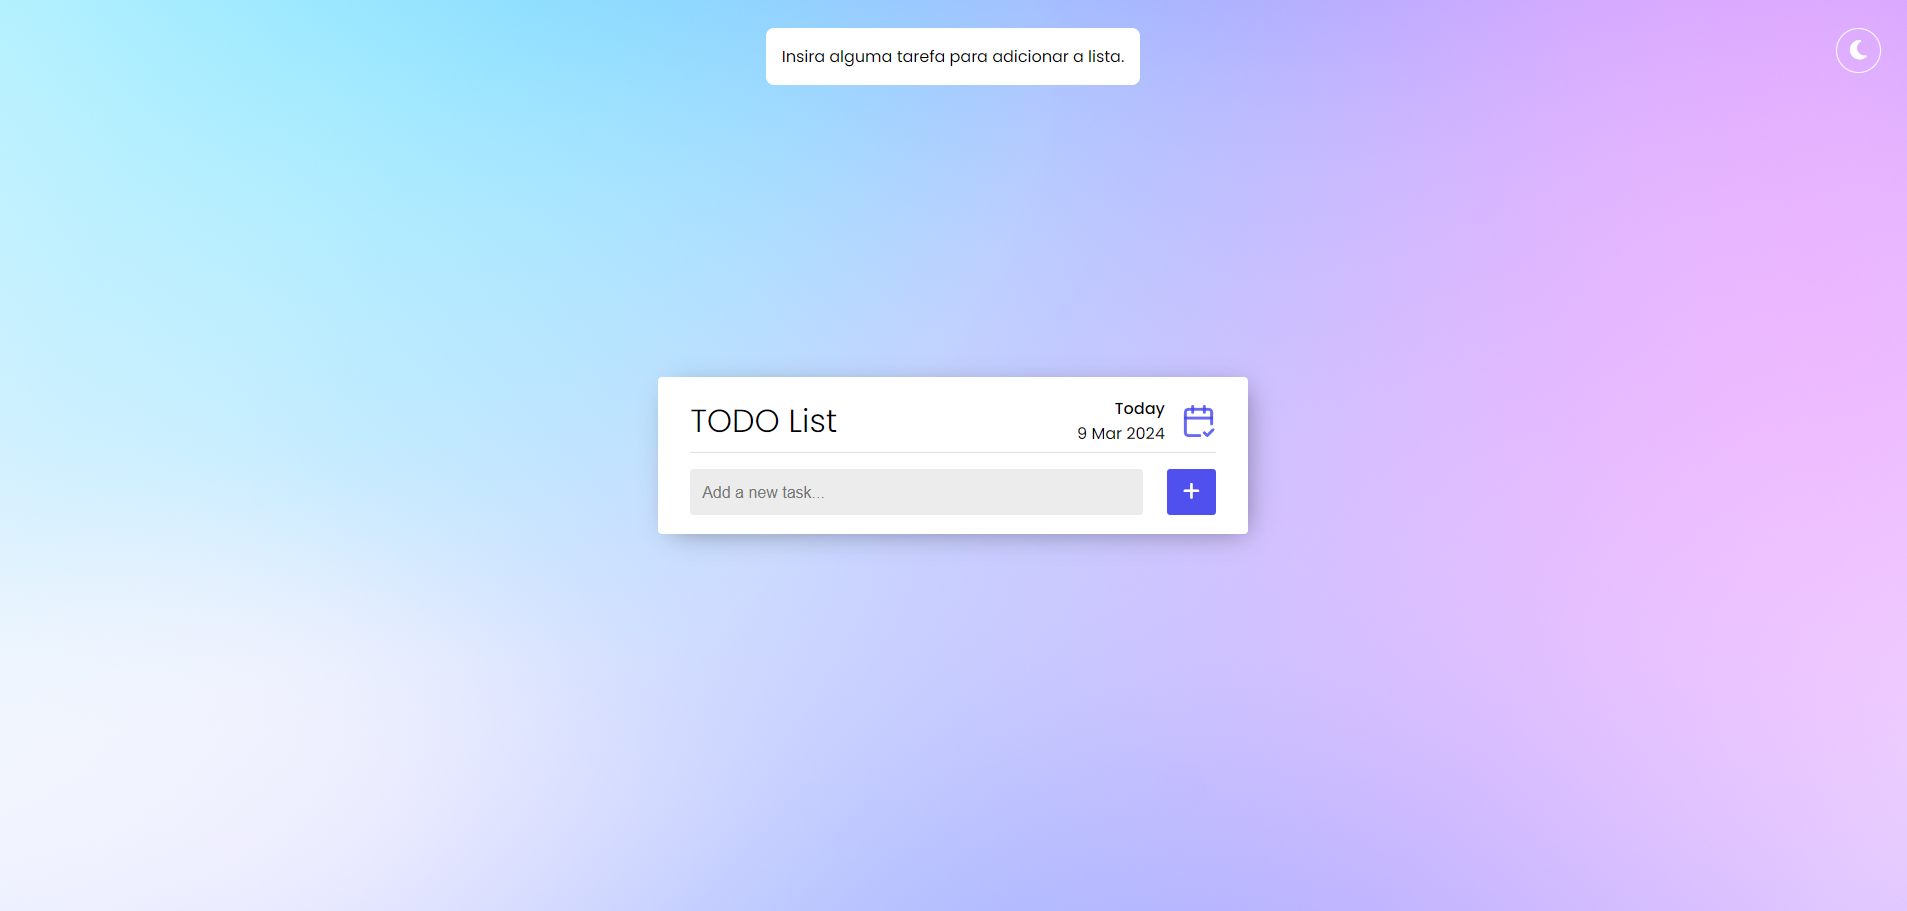 Insira alguma tarefa para adicionar a lista.
TODO List
Today
9 Mar 2024
Add a new task...
+